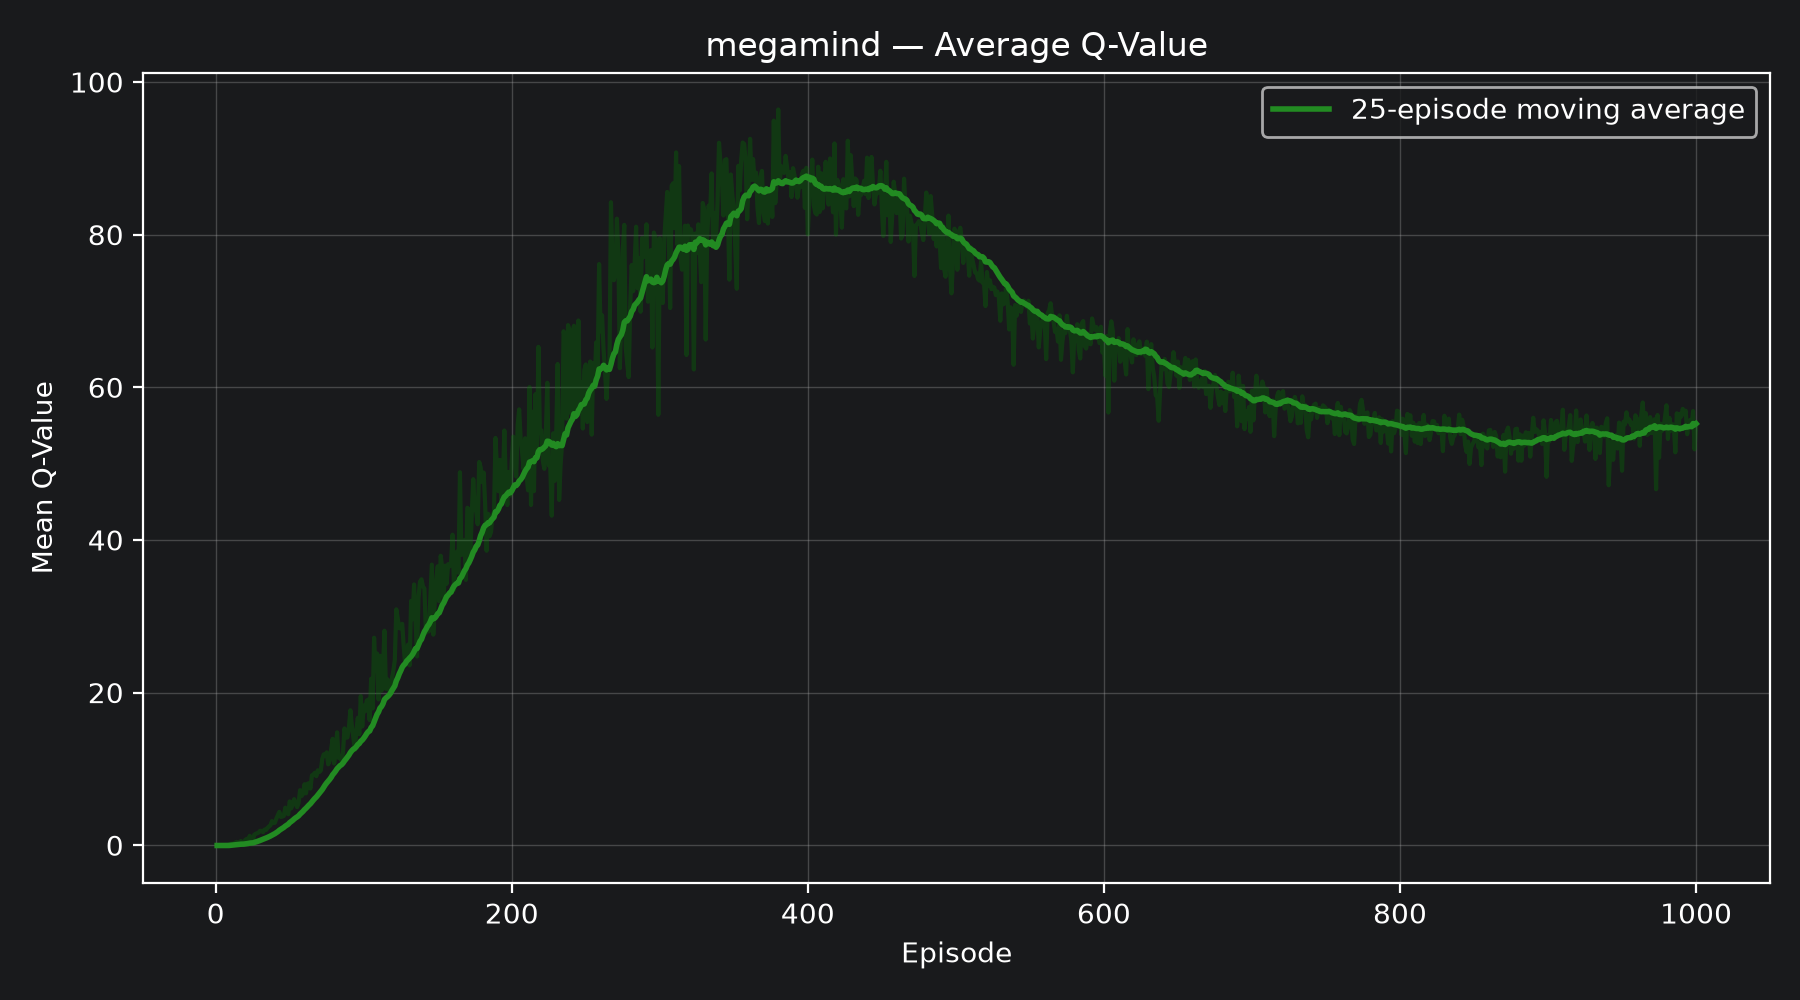 megamind — Average Q-Value
25-episode moving average
Mean Q-Value
100
80
60
40
20
0
0 200 400 600 800 1000
Episode